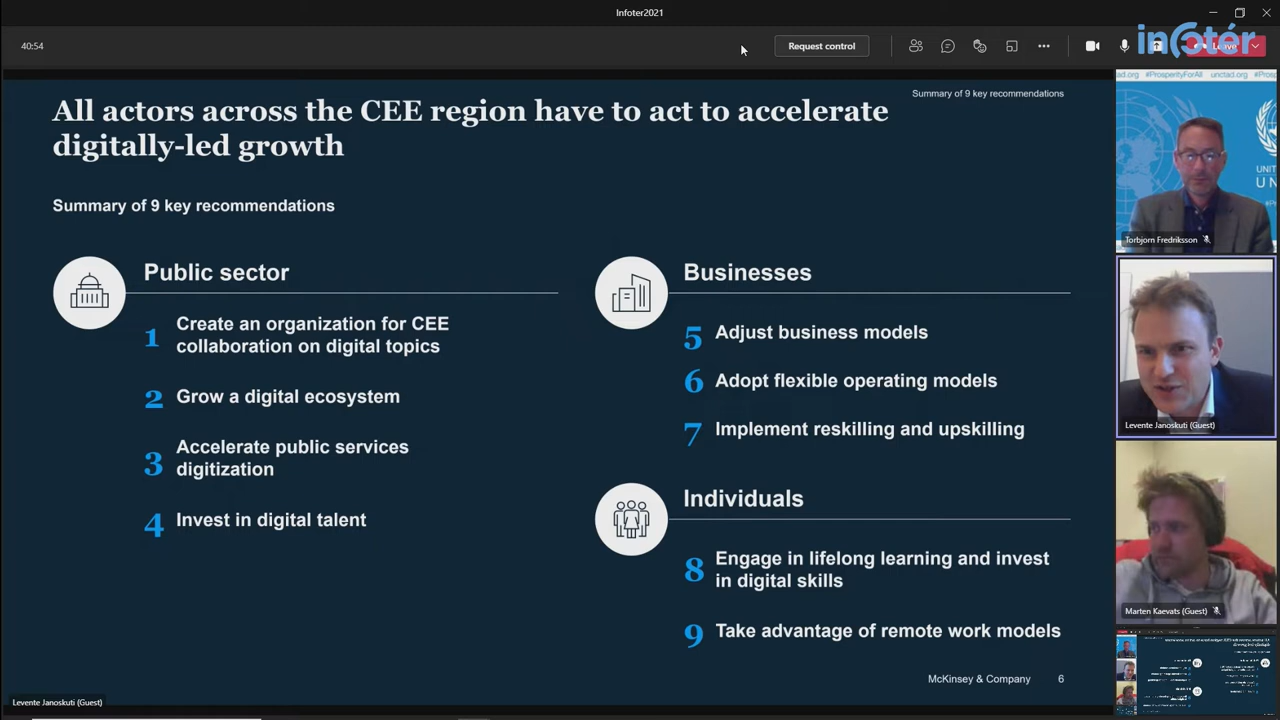 Infoter2021
40:54
Request control
infotér
Leave
All actors across the CEE region have to act to accelerate
digitally-led growth
Summary of 9 key recommendations
Summary of 9 key recommendations
Public sector
1 Create an organization for CEE
collaboration on digital topics
2 Grow a digital ecosystem
3 Accelerate public services
digitization
4 Invest in digital talent
Businesses
5 Adjust business models
6 Adopt flexible operating models
7 Implement reskilling and upskilling
Individuals
8 Engage in lifelong learning and invest
in digital skills
9 Take advantage of remote work models
McKinsey & Company 6
Levente Janoskuti (Guest)
#ProsperityForAll unctad.org
Torbjorn Fredriksson
Levente Janoskuti (Guest)
Marten Kaevats (Guest)